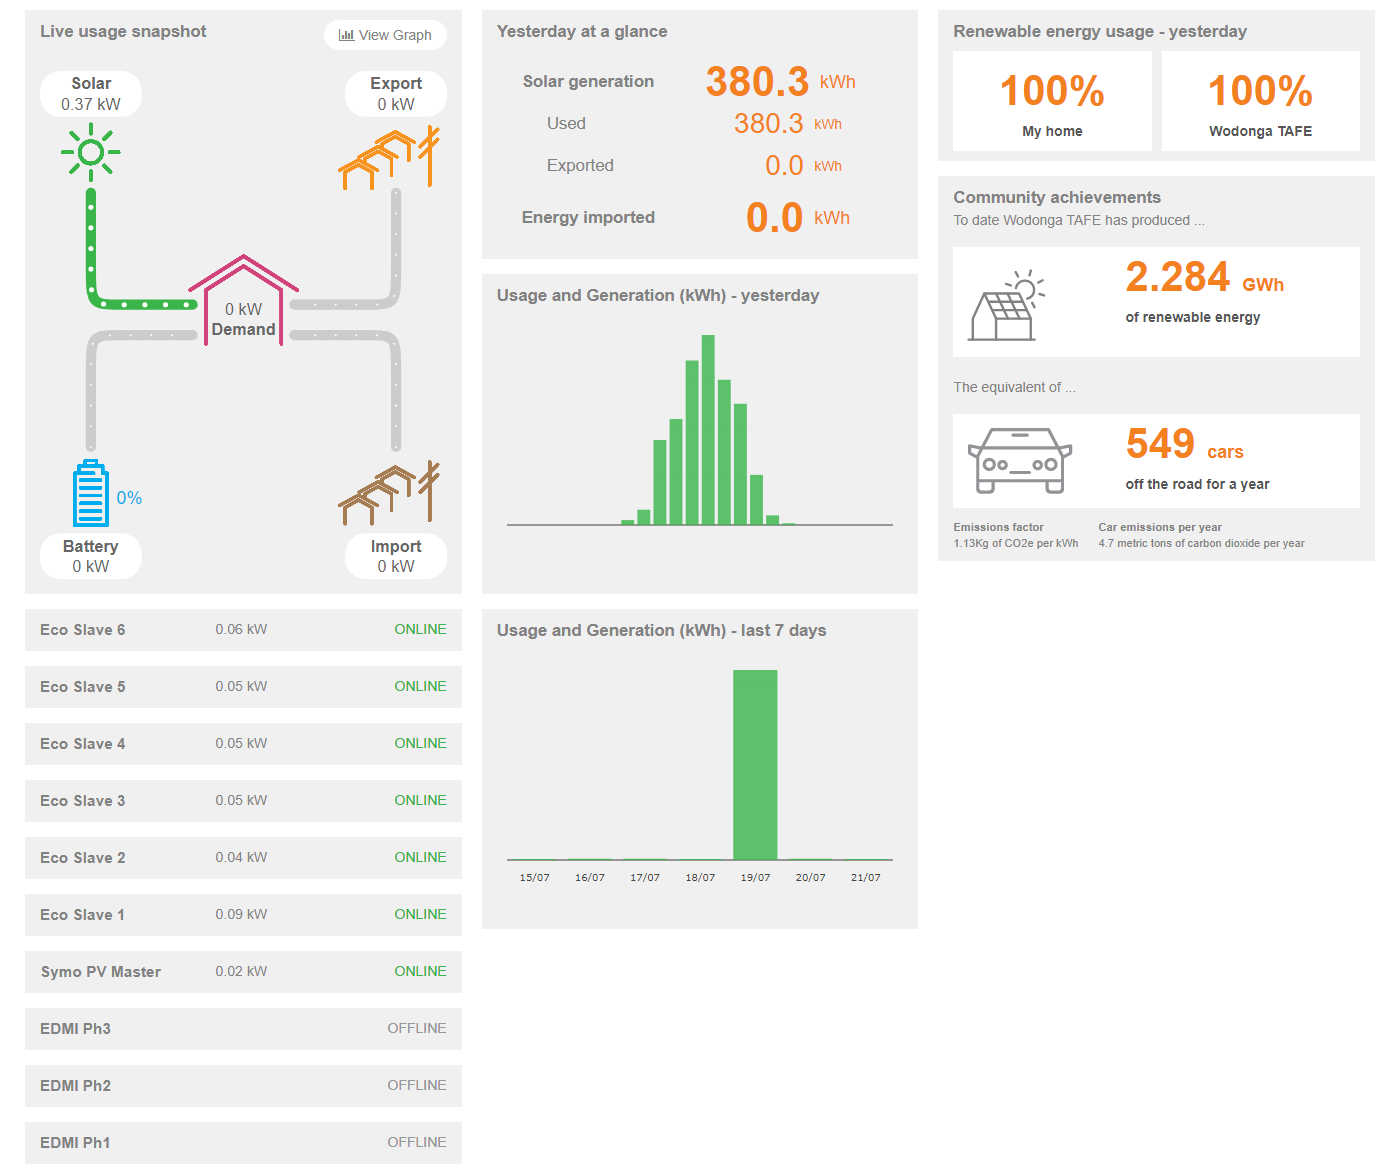 Live usage snapshot
View Graph
Solar
0.37 kW
Export
0 kW
0 kW
Demand
0%
Battery
0 kW
Import
0 kW
Eco Slave 6 0.06 kW ONLINE
Eco Slave 5 0.05 kW ONLINE
Eco Slave 4 0.05 kW ONLINE
Eco Slave 3 0.05 kW ONLINE
Eco Slave 2 0.04 kW ONLINE
Eco Slave 1 0.09 kW ONLINE
Symo PV Master 0.02 kW ONLINE
EDMI Ph3 OFFLINE
EDMI Ph2 OFFLINE
EDMI Ph1 OFFLINE
Yesterday at a glance
Solar generation 380.3 kWh
Used 380.3 kWh
Exported 0.0 kWh
Energy imported 0.0 kWh
Usage and Generation (kWh) - yesterday
Usage and Generation (kWh) - last 7 days
15/07 16/07 17/07 18/07 19/07 20/07 21/07
Renewable energy usage - yesterday
100%
My home
100%
Wodonga TAFE
Community achievements
To date Wodonga TAFE has produced ...
2.284 GWh
of renewable energy
The equivalent of ...
549 cars
off the road for a year
Emissions factor
1.13Kg of CO2e per kWh
Car emissions per year
4.7 metric tons of carbon dioxide per year